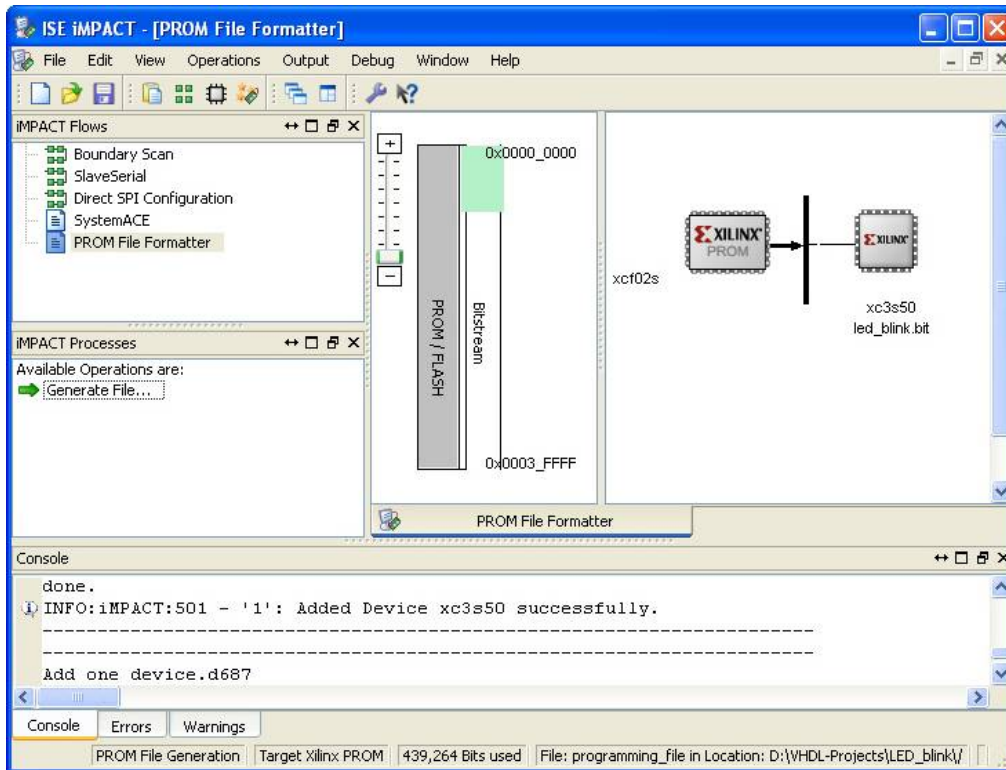 ISE iMPACT - [PROM File Formatter]
File Edit View Operations Output Debug Window Help
iMPACT Flows
Boundary Scan
SlaveSerial
Direct SPI Configuration
SystemACE
PROM File Formatter
iMPACT Processes
Available Operations are:
Generate File...
0x0000_0000
PROM / FLASH
Bitstream
0x0003_FFFF
PROM File Formatter
XILINX
PROM
xcf02s
XILINX
xc3s50
led_blink.bit
Console
done.
INFO:iMPACT:501 - '1': Added Device xc3s50 successfully.
----------------------------------------------------------------------
----------------------------------------------------------------------
Add one device.d687
Console Errors Warnings
PROM File Generation Target Xilinx PROM 439,264 Bits used File: programming_file in Location: D:\VHDL-Projects\LED_blink\/